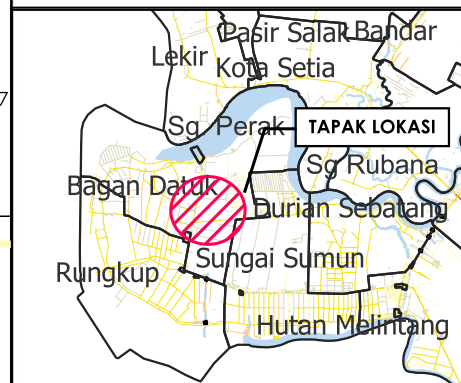 Pasir Salak Bandar
Lekir
Kota Setia
7
Sg. Perak
TAPAK LOKASI
Sg Rubana
Bagan Datuk
Durian Sebatang
Sungai Sumun
Rungkup
Hutan Melintang